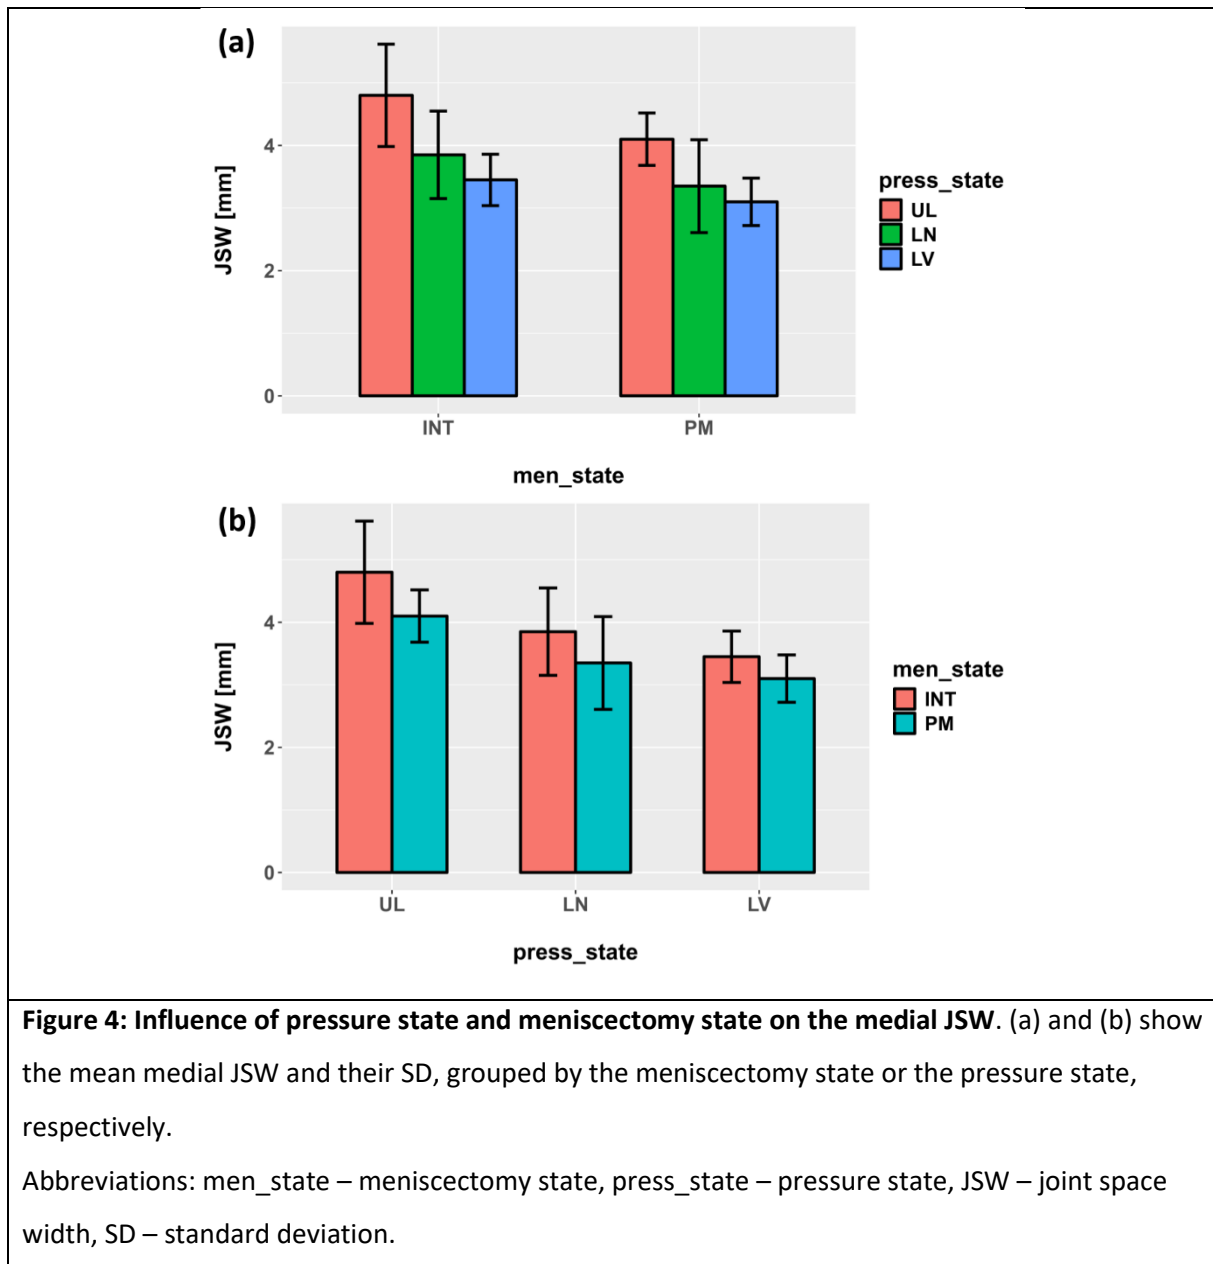 (a)
JSW [mm]
4
2
0
INT PM
men_state
press_state
UL
LN
LV
(b)
JSW [mm]
4
2
0
UL LN LV
press_state
men_state
INT
PM
Figure 4: Influence of pressure state and meniscectomy state on the medial JSW. (a) and (b) show
the mean medial JSW and their SD, grouped by the meniscectomy state or the pressure state,
respectively.
Abbreviations: men_state – meniscectomy state, press_state – pressure state, JSW – joint space
width, SD – standard deviation.